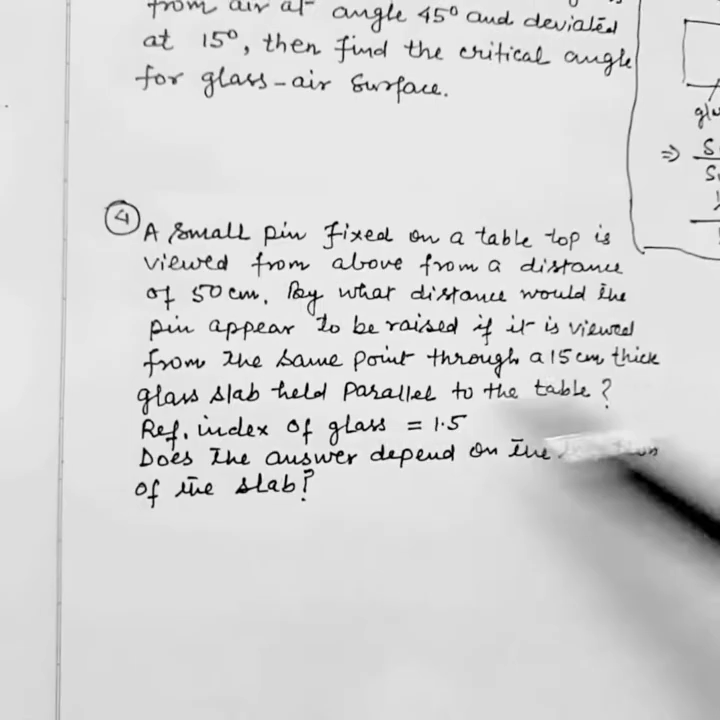 from air at angle 45° and deviated
at 15°, then find the critical angle
for glass-air surface.
⇒
4 A small pin fixed on a table top is
viewed from above from a distance
of 50 cm. By what distance would the
pin appear to be raised if it is viewed
from the same point through a 15 cm thick
glass slab held parallel to the table?
Ref. index of glass = 1.5
Does the answer depend on the
of the slab?